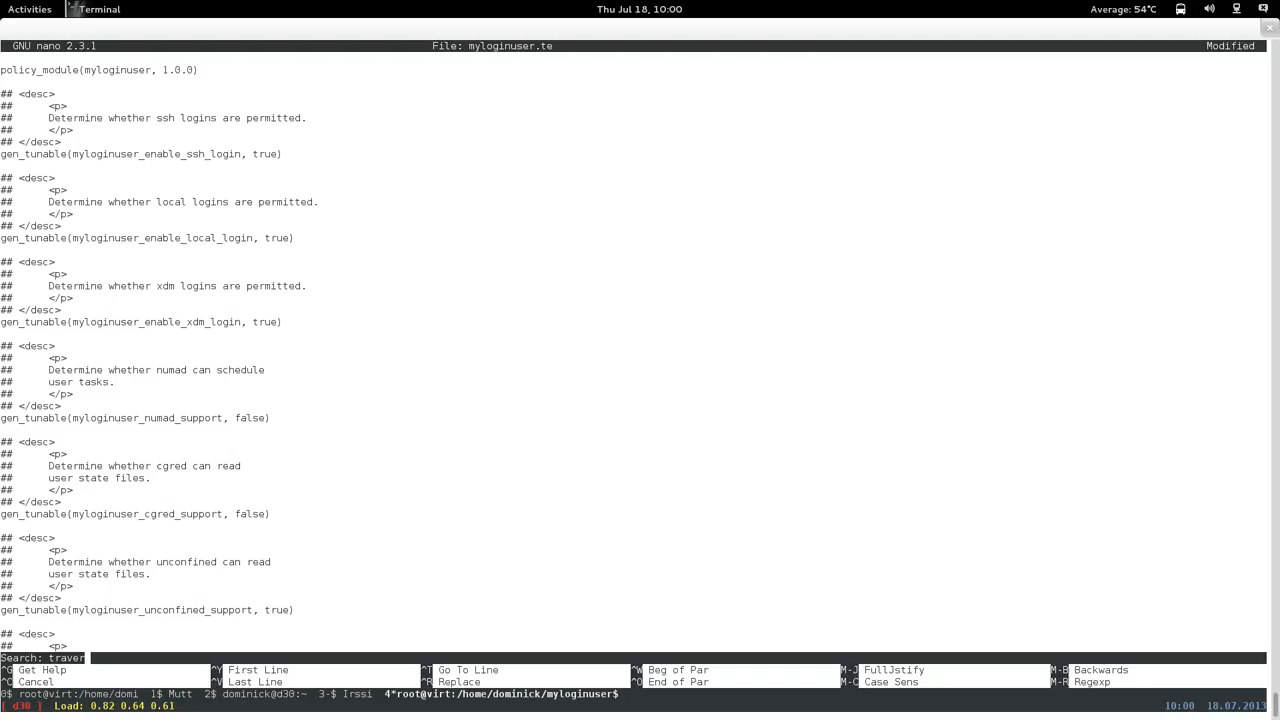 Activities Terminal Thu Jul 18, 10:00 Average: 54°C
GNU nano 2.3.1 File: myloginuser.te Modified
policy_module(myloginuser, 1.0.0)
## <desc>
## <p>
## Determine whether ssh logins are permitted.
## </p>
## </desc>
gen_tunable(myloginuser_enable_ssh_login, true)
## <desc>
## <p>
## Determine whether local logins are permitted.
## </p>
## </desc>
gen_tunable(myloginuser_enable_local_login, true)
## <desc>
## <p>
## Determine whether xdm logins are permitted.
## </p>
## </desc>
gen_tunable(myloginuser_enable_xdm_login, true)
## <desc>
## <p>
## Determine whether numad can schedule
## user tasks.
## </p>
## </desc>
gen_tunable(myloginuser_numad_support, false)
## <desc>
## <p>
## Determine whether cgred can read
## user state files.
## </p>
## </desc>
gen_tunable(myloginuser_cgred_support, false)
## <desc>
## <p>
## Determine whether unconfined can read
## user state files.
## </p>
## </desc>
gen_tunable(myloginuser_unconfined_support, true)
## <desc>
## <p>
Search: traver
^G Get Help ^Y First Line ^T Go To Line ^W Beg of Par M-J FullJstify M-B Backwards
^C Cancel ^V Last Line ^R Replace ^O End of Par M-C Case Sens M-R Regexp
0$ root@virt:/home/domi 1$ Mutt 2$ dominick@d30:~ 3-$ Irssi 4*root@virt:/home/dominick/myloginuser$
[ d30 ] Load: 0.82 0.64 0.61 10:00 18.07.2013